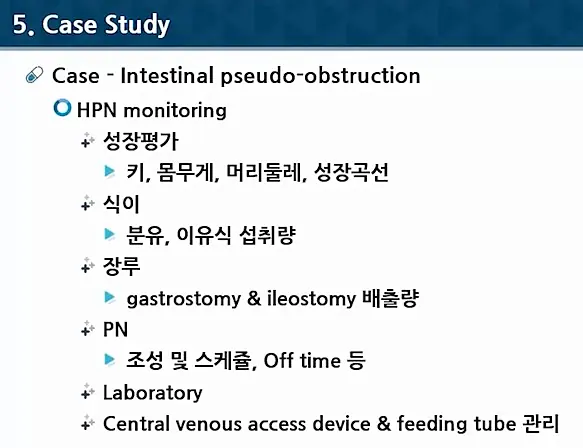 5. Case Study
Case - Intestinal pseudo-obstruction
HPN monitoring
성장평가
키, 몸무게, 머리둘레, 성장곡선
식이
분유, 이유식 섭취량
장루
gastrostomy & ileostomy 배출량
PN
조성 및 스케쥴, Off time 등
Laboratory
Central venous access device & feeding tube 관리